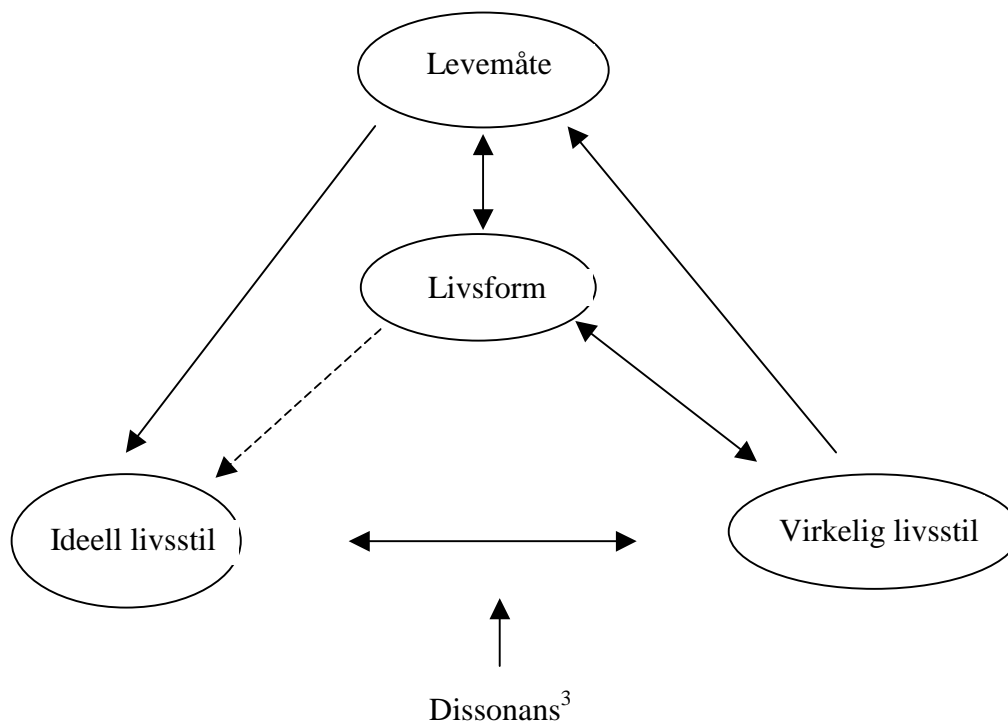 Levemåte
Livsform
Ideell livsstil
Virkelig livsstil
Dissonans³